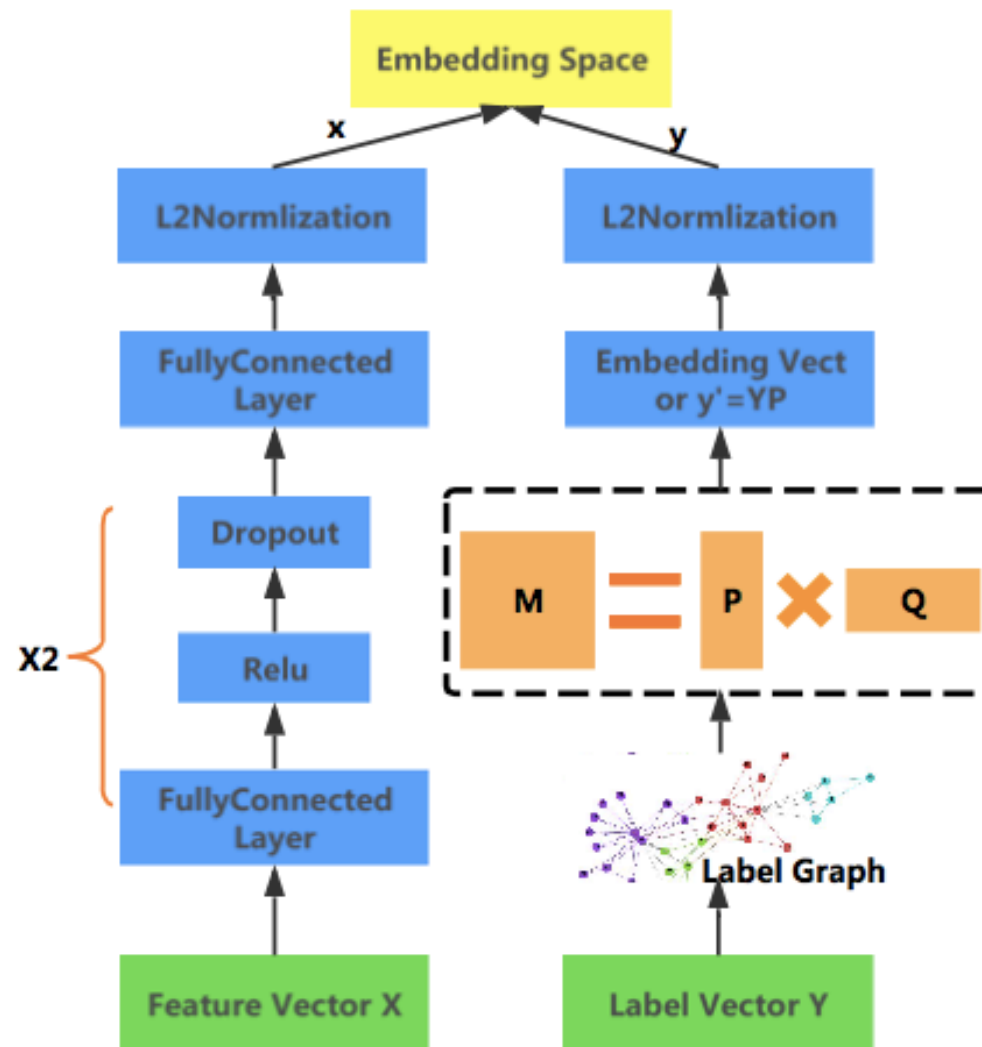 Embedding Space
x
y
L2Normlization
L2Normlization
FullyConnected
Layer
Embedding Vect
or y'=YP
Dropout
M
P
Q
X2
Relu
FullyConnected
Layer
Label Graph
Feature Vector X
Label Vector Y